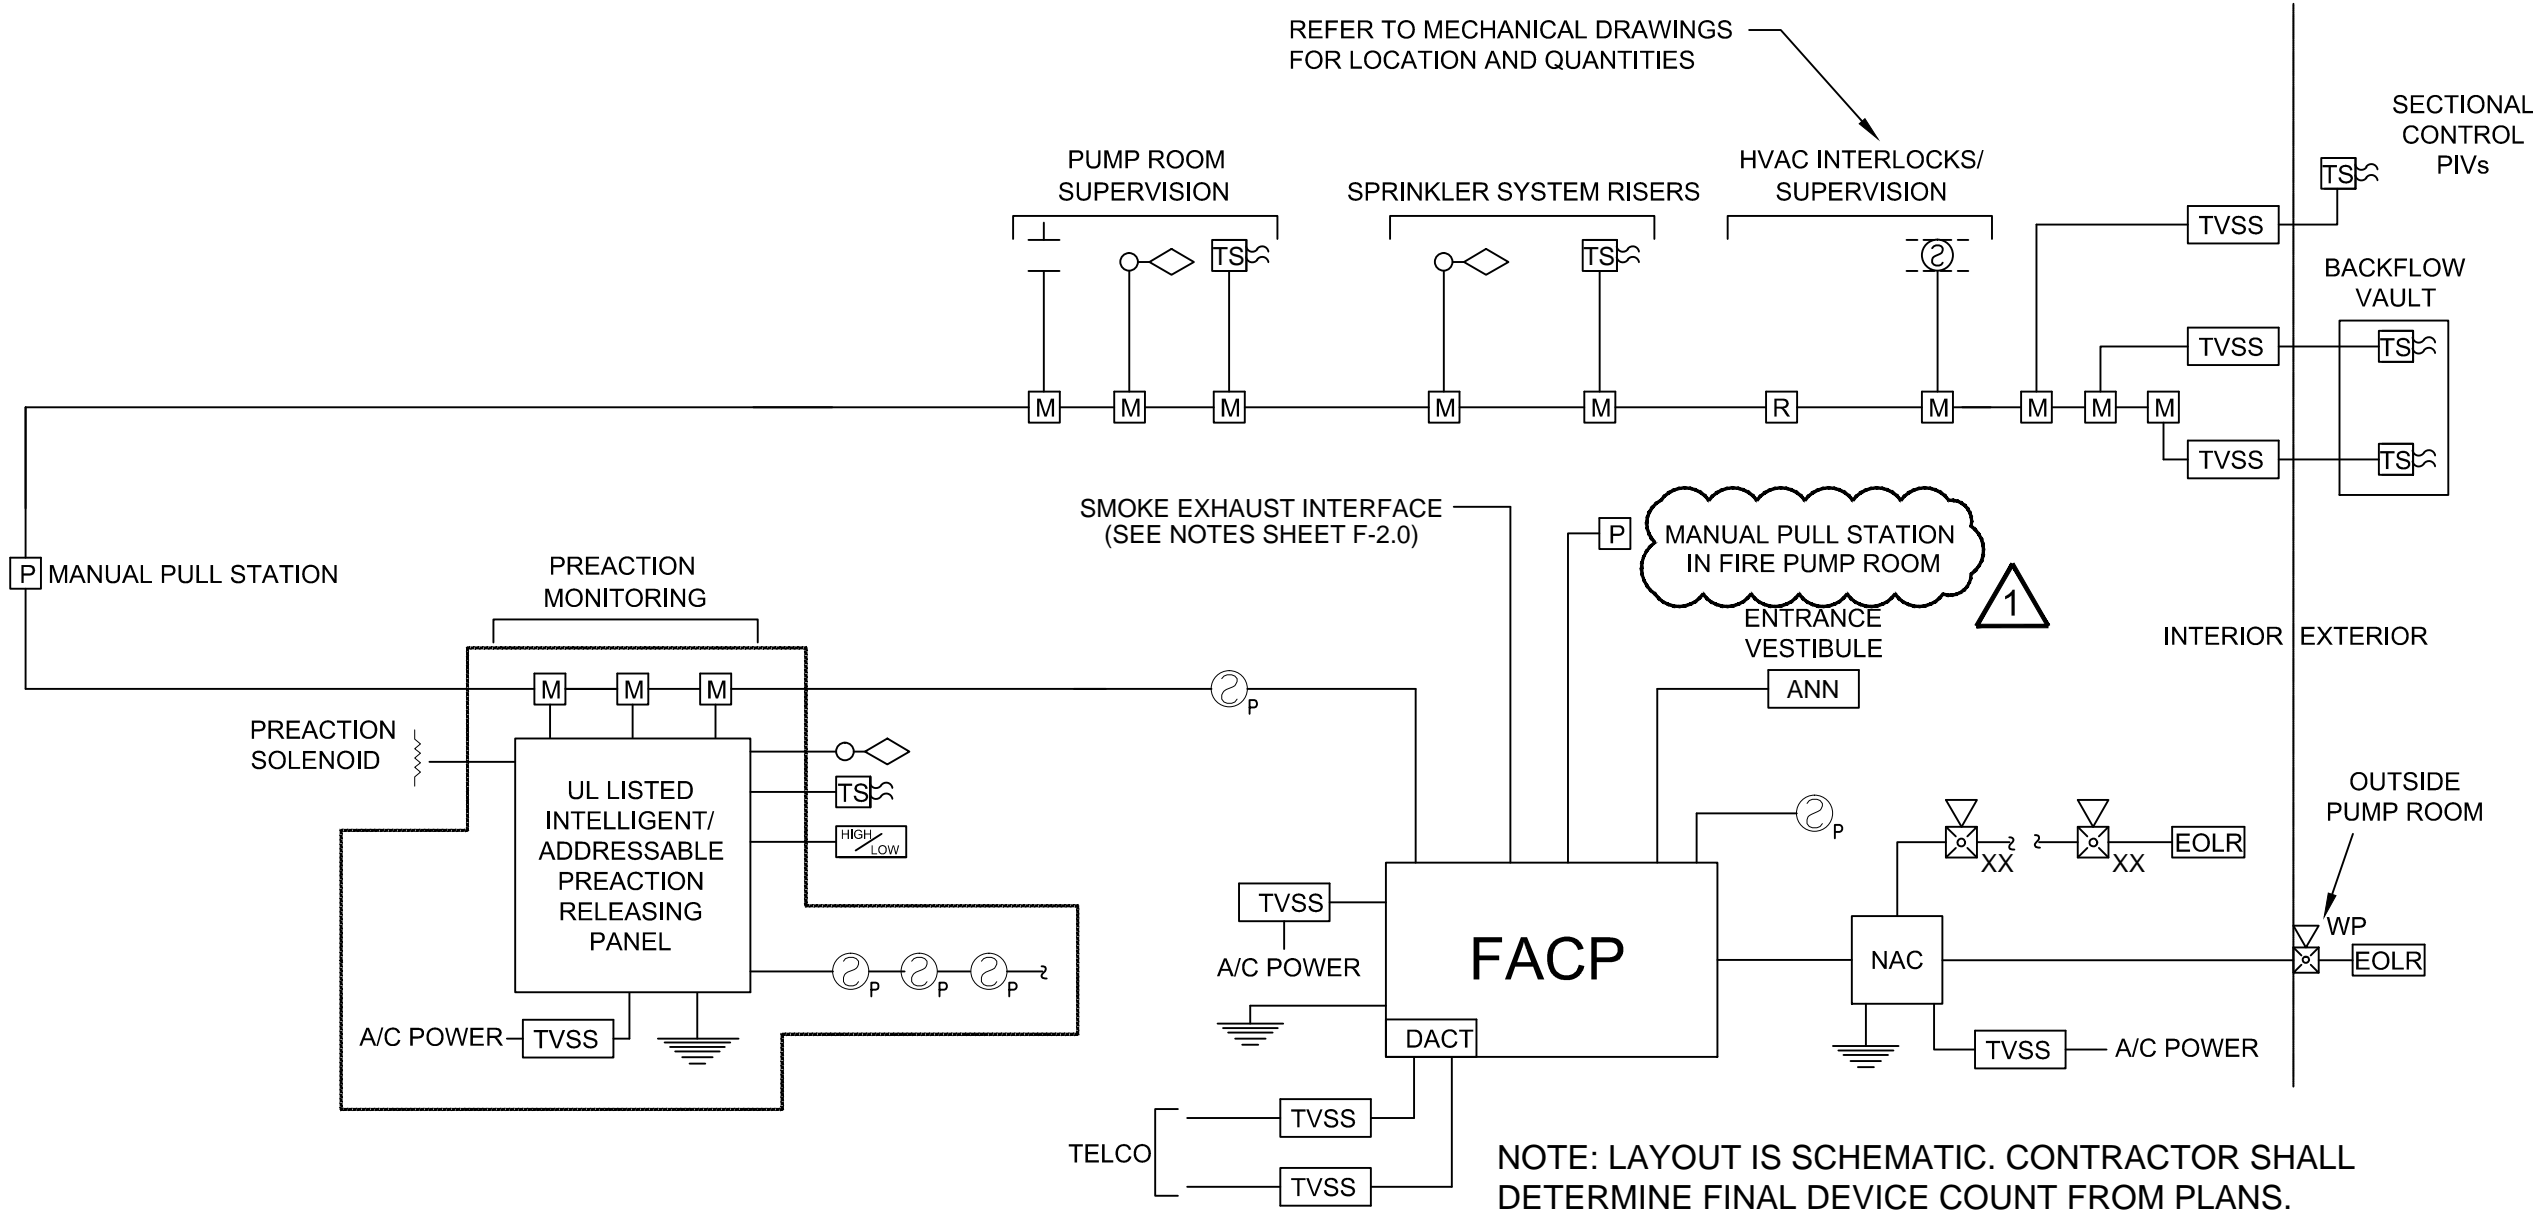 REFER TO MECHANICAL DRAWINGS
FOR LOCATION AND QUANTITIES
SECTIONAL
CONTROL
PIVs
TS
PUMP ROOM
SUPERVISION
SPRINKLER SYSTEM RISERS
HVAC INTERLOCKS/
SUPERVISION
TVSS
TS
TS
S
BACKFLOW
VAULT
TVSS
TS
M
M
M
M
M
R
M
M
M
M
TVSS
TS
SMOKE EXHAUST INTERFACE
(SEE NOTES SHEET F-2.0)
P
MANUAL PULL STATION
IN FIRE PUMP ROOM
1
P
MANUAL PULL STATION
PREACTION
MONITORING
ENTRANCE
VESTIBULE
INTERIOR
EXTERIOR
M
M
M
S
P
ANN
PREACTION
SOLENOID
UL LISTED
INTELLIGENT/
ADDRESSABLE
PREACTION
RELEASING
PANEL
TS
HIGH/
LOW
S
P
S
P
S
P
A/C POWER
TVSS
S
P
XX
XX
EOLR
OUTSIDE
PUMP ROOM
WP
EOLR
TVSS
A/C POWER
FACP
NAC
DACT
TVSS
A/C POWER
TELCO
TVSS
TVSS
NOTE: LAYOUT IS SCHEMATIC. CONTRACTOR SHALL
DETERMINE FINAL DEVICE COUNT FROM PLANS.